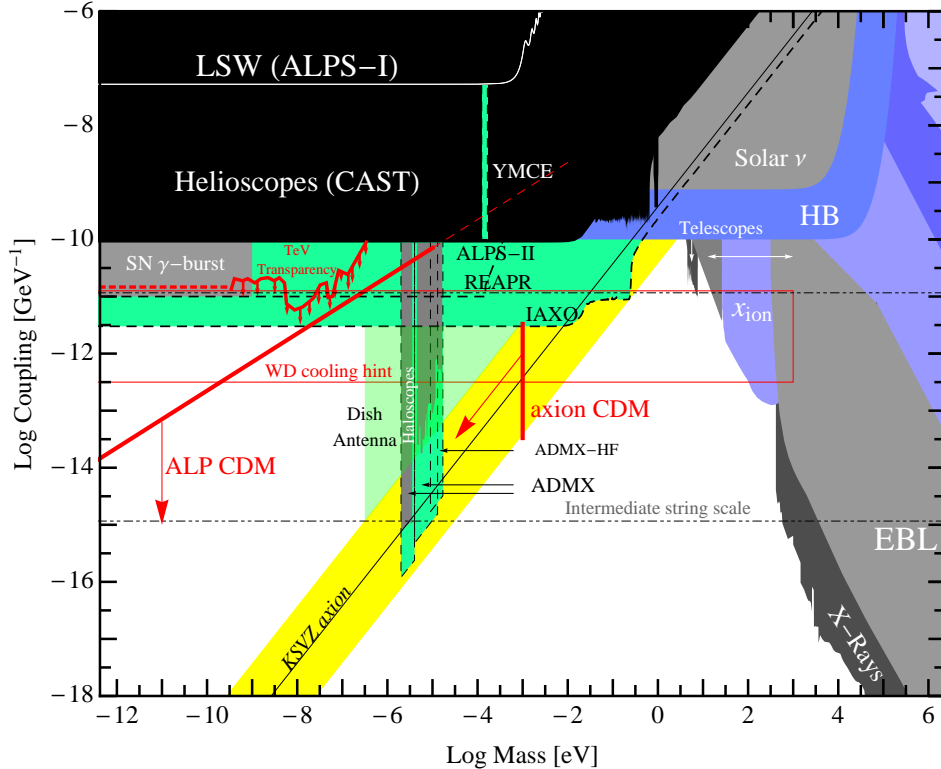 −6
−8
−10
−12
−14
−16
−18
Log Coupling [GeV⁻¹]
LSW (ALPS−I)
Helioscopes (CAST)
YMCE
Solar ν
HB
Telescopes
SN γ−burst
TeV
Transparency
ALPS−II
REAPR
IAXO
x_ion
WD cooling hint
Haloscopes
Dish
Antenna
axion CDM
ADMX−HF
ALP CDM
ADMX
Intermediate string scale
EBL
KSVZ axion
X−Rays
−12
−10
−8
−6
−4
−2
0
2
4
6
Log Mass [eV]